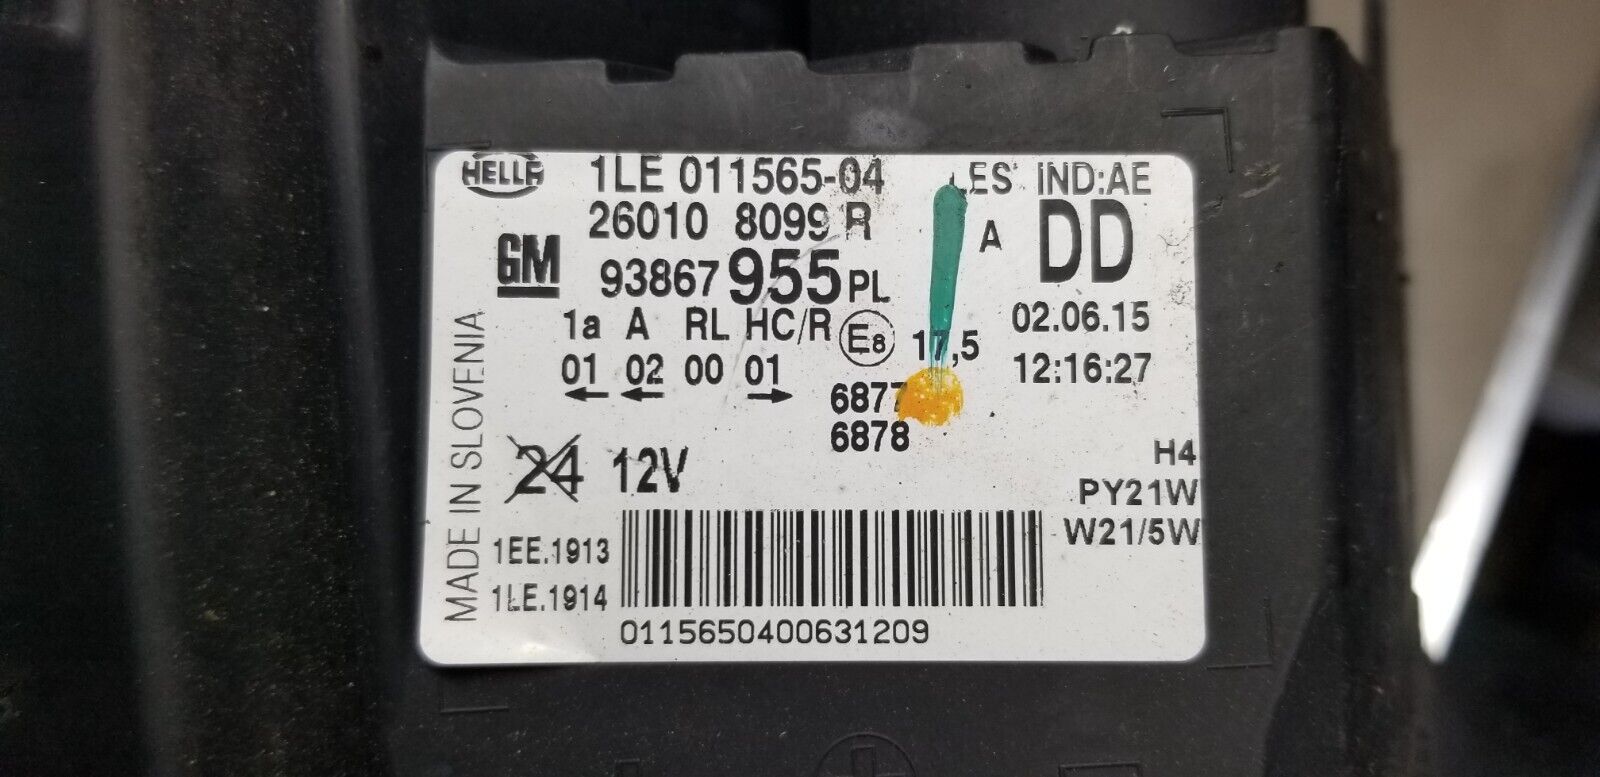 HELLA 1LE 011565-04 LES IND:AE
26010 8099 R A DD
GM 93867 955 PL
1a A RL HC/R E8 17,5 02.06.15
01 02 00 01 12:16:27
← ← → 6877
6878
MADE IN SLOVENIA
24 12V H4
PY21W
W21/5W
1EE.1913
1LE.1914
0115650400631209